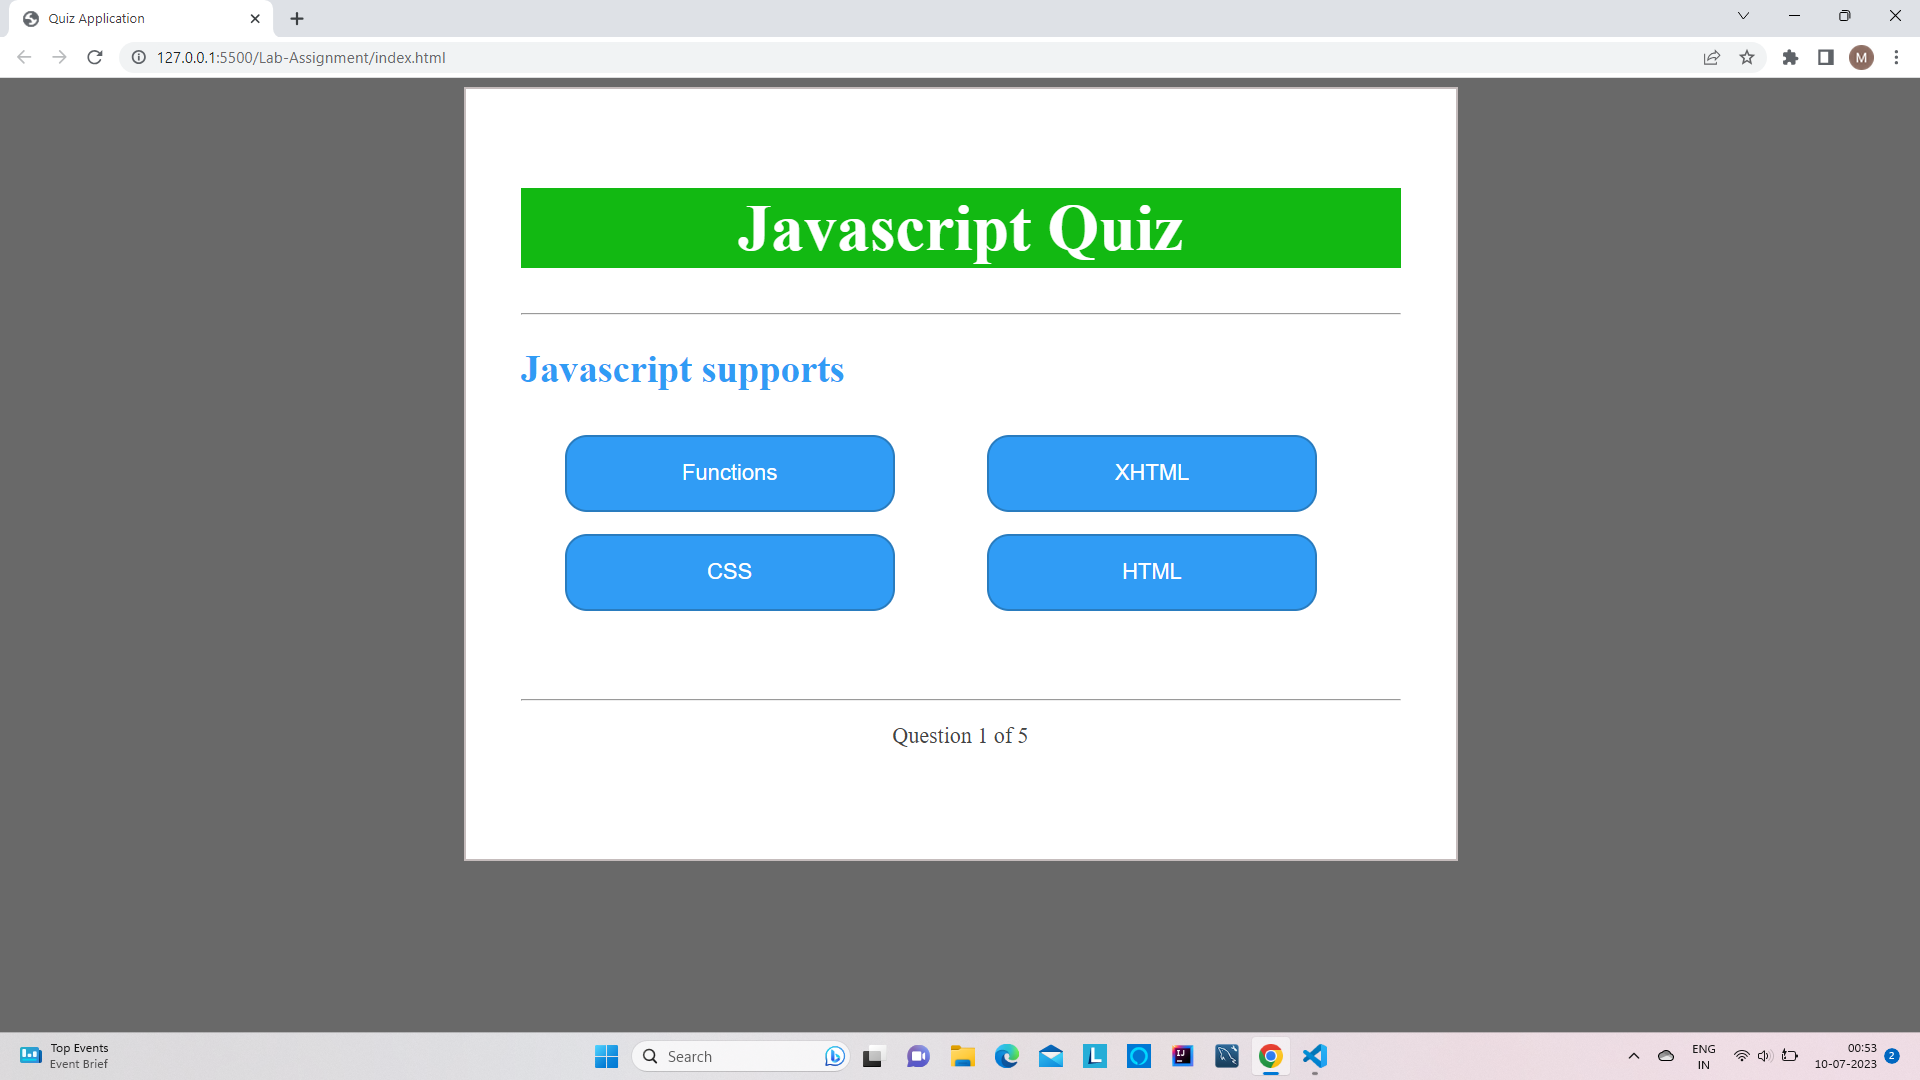 Quiz Application
127.0.0.1:5500/Lab-Assignment/index.html
M
Javascript Quiz
Javascript supports
Functions
XHTML
CSS
HTML
Question 1 of 5
Top Events
Event Brief
Search
L
IJ
ENG
IN
00:53
10-07-2023
2